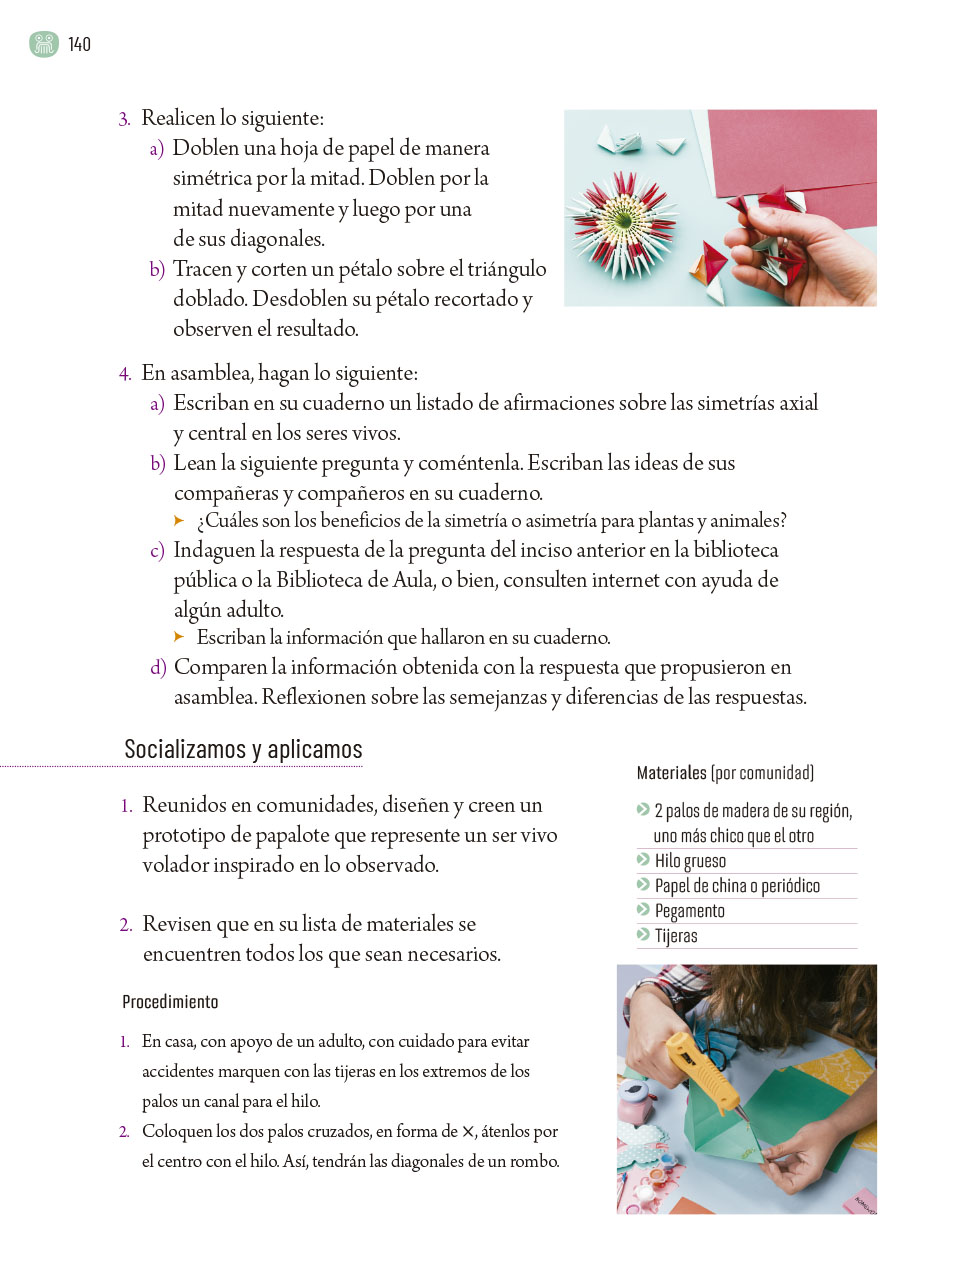 140
3. Realicen lo siguiente:
a) Doblen una hoja de papel de manera
simétrica por la mitad. Doblen por la
mitad nuevamente y luego por una
de sus diagonales.
b) Tracen y corten un pétalo sobre el triángulo
doblado. Desdoblen su pétalo recortado y
observen el resultado.
4. En asamblea, hagan lo siguiente:
a) Escriban en su cuaderno un listado de afirmaciones sobre las simetrías axial
y central en los seres vivos.
b) Lean la siguiente pregunta y coméntenla. Escriban las ideas de sus
compañeras y compañeros en su cuaderno.
➤ ¿Cuáles son los beneficios de la simetría o asimetría para plantas y animales?
c) Indaguen la respuesta de la pregunta del inciso anterior en la biblioteca
pública o la Biblioteca de Aula, o bien, consulten internet con ayuda de
algún adulto.
➤ Escriban la información que hallaron en su cuaderno.
d) Comparen la información obtenida con la respuesta que propusieron en
asamblea. Reflexionen sobre las semejanzas y diferencias de las respuestas.
Socializamos y aplicamos
1. Reunidos en comunidades, diseñen y creen un
prototipo de papalote que represente un ser vivo
volador inspirado en lo observado.
2. Revisen que en su lista de materiales se
encuentren todos los que sean necesarios.
Procedimiento
1. En casa, con apoyo de un adulto, con cuidado para evitar
accidentes marquen con las tijeras en los extremos de los
palos un canal para el hilo.
2. Coloquen los dos palos cruzados, en forma de ×, átenlos por
el centro con el hilo. Así, tendrán las diagonales de un rombo.
Materiales (por comunidad)
2 palos de madera de su región,
uno más chico que el otro
Hilo grueso
Papel de china o periódico
Pegamento
Tijeras